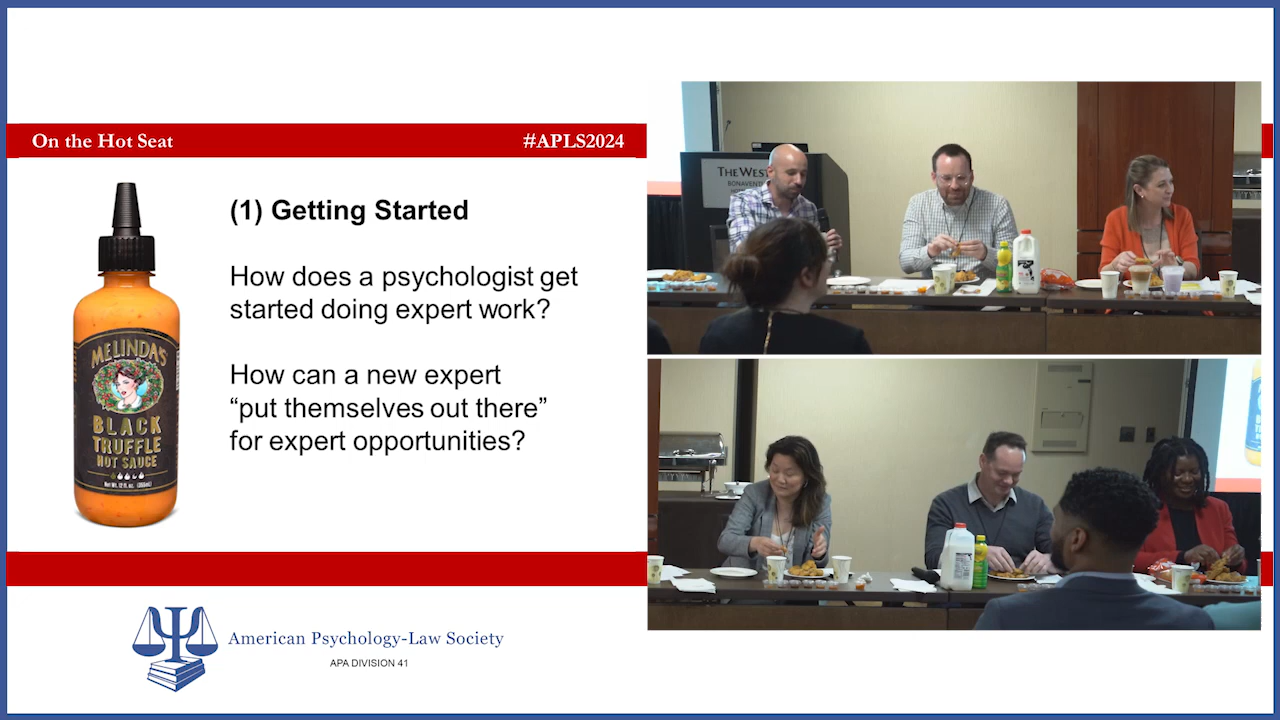 On the Hot Seat
#APLS2024
(1) Getting Started
How does a psychologist get
started doing expert work?
How can a new expert
“put themselves out there”
for expert opportunities?
MELINDA'S
BLACK
TRUFFLE
HOT SAUCE
THE WES
BONAVENT
American Psychology-Law Society
APA DIVISION 41